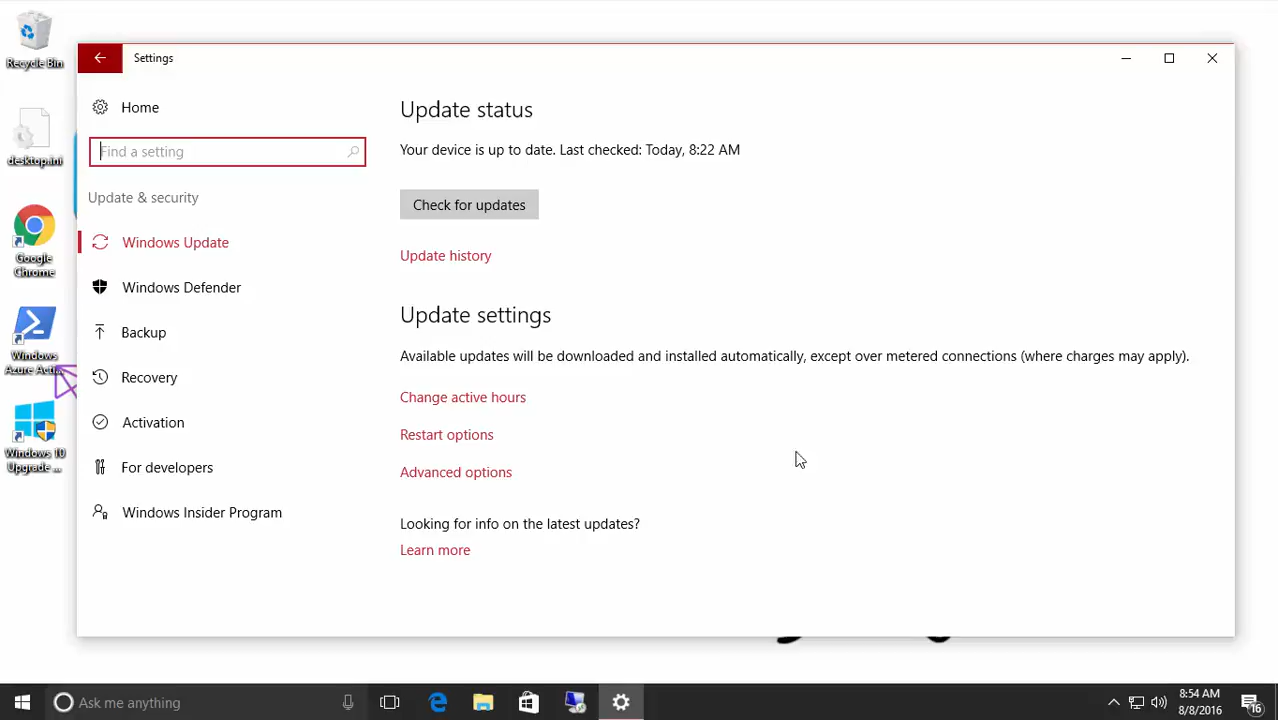 Recycle Bin
desktop.ini
Google
Chrome
Windows
Azure Acti...
Windows 10
Upgrade ...
Settings
Home
Find a setting
Update & security
Windows Update
Windows Defender
Backup
Recovery
Activation
For developers
Windows Insider Program
Update status
Your device is up to date. Last checked: Today, 8:22 AM
Check for updates
Update history
Update settings
Available updates will be downloaded and installed automatically, except over metered connections (where charges may apply).
Change active hours
Restart options
Advanced options
Looking for info on the latest updates?
Learn more
Ask me anything
8:54 AM
8/8/2016
16